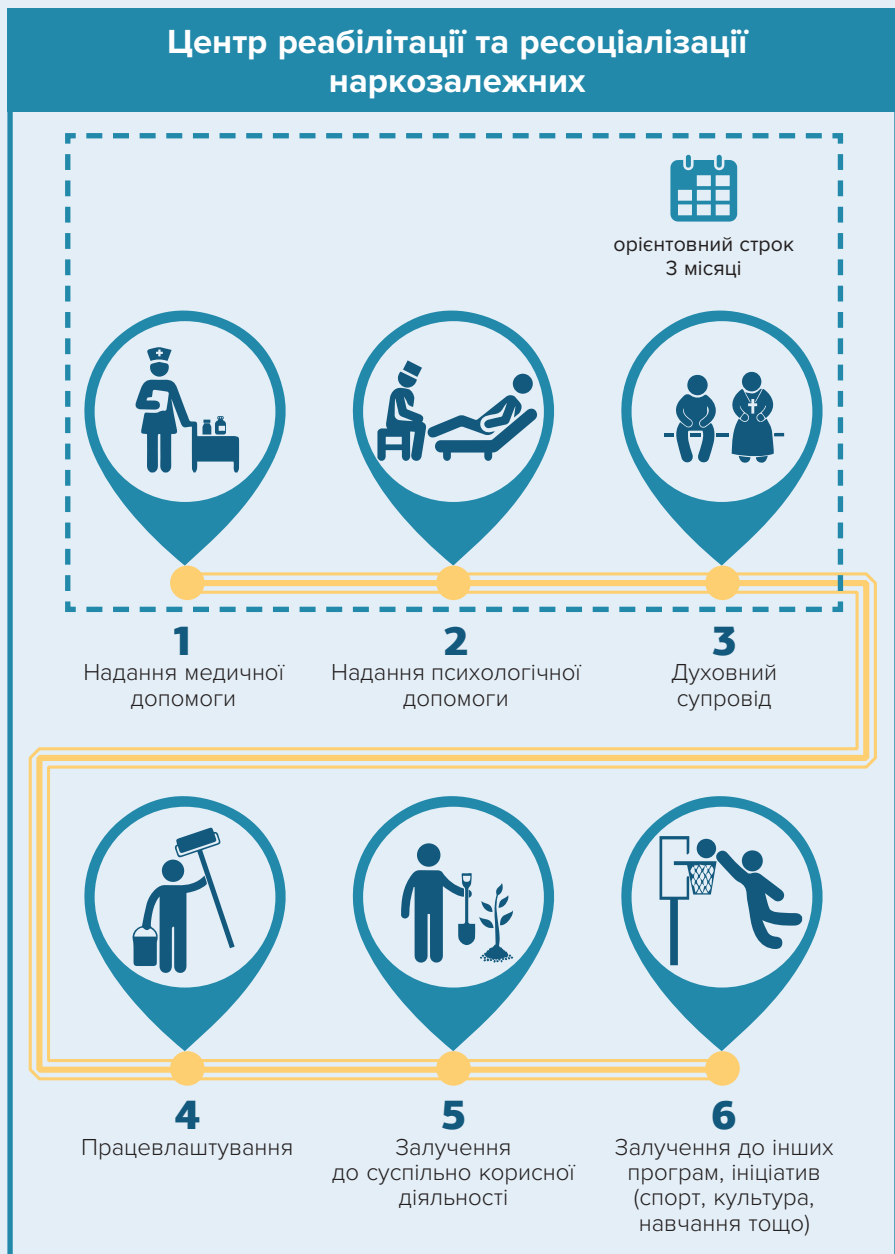 Центр реабілітації та ресоціалізації
наркозалежних
орієнтовний строк
3 місяці
1
Надання медичної
допомоги
2
Надання психологічної
допомоги
3
Духовний
супровід
4
Працевлаштування
5
Залучення
до суспільно корисної
діяльності
6
Залучення до інших
програм, ініціатив
(спорт, культура,
навчання тощо)